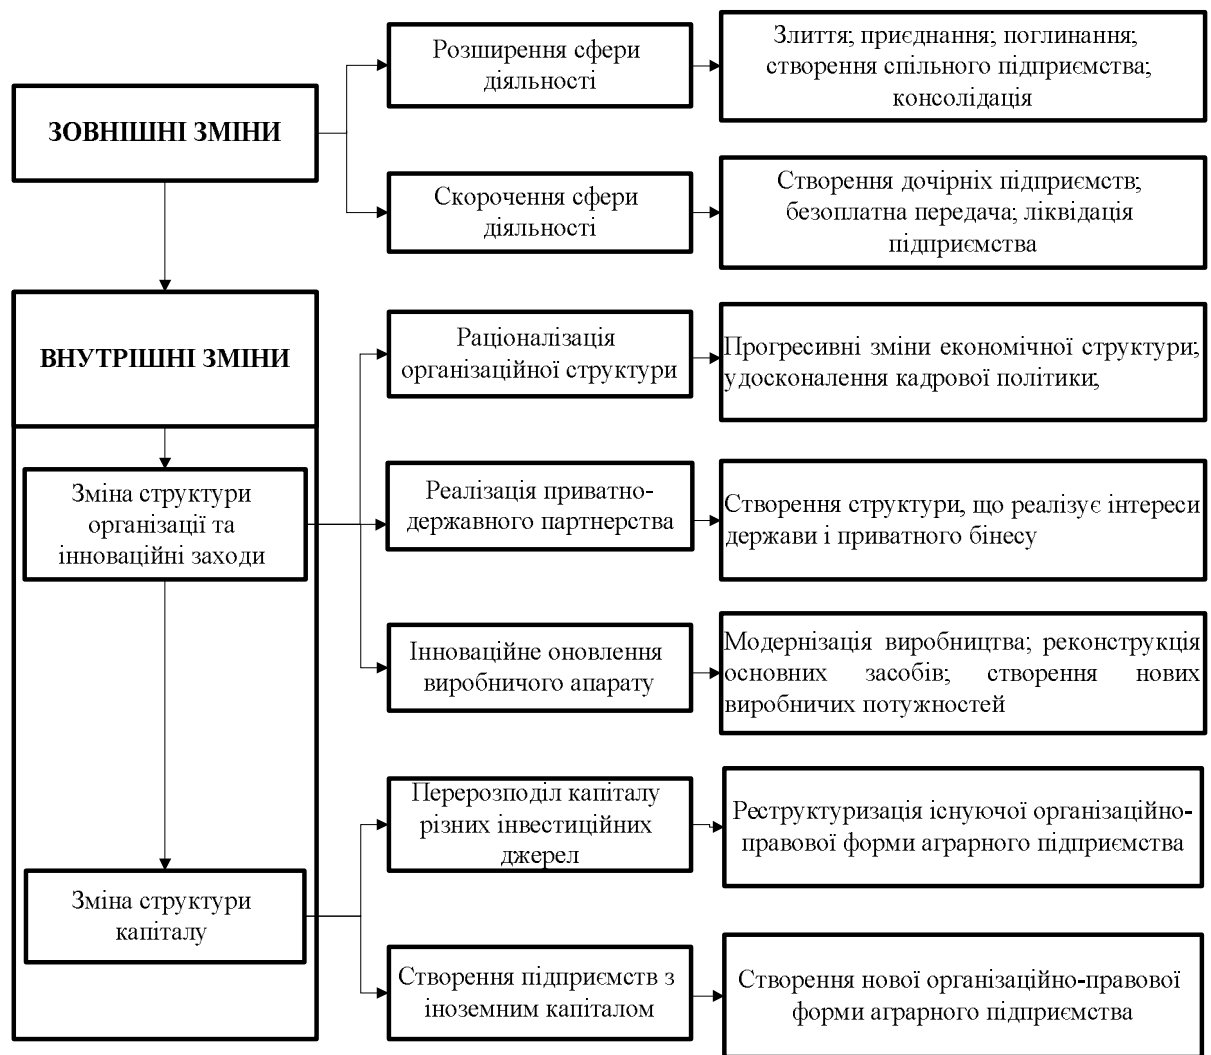 Розширення сфери
діяльності
Злиття; приєднання; поглинання;
створення спільного підприємства;
консолідація
ЗОВНІШНІ ЗМІНИ
Скорочення сфери
діяльності
Створення дочірніх підприємств;
безоплатна передача; ліквідація
підприємства
ВНУТРІШНІ ЗМІНИ
Раціоналізація
організаційної структури
Прогресивні зміни економічної структури;
удосконалення кадрової політики;
Зміна структури
організації та
інноваційні заходи
Реалізація приватно-
державного партнерства
Створення структури, що реалізує інтереси
держави і приватного бінесу
Інноваційне оновлення
виробничого апарату
Модернізація виробництва; реконструкція
основних засобів; створення нових
виробничих потужностей
Зміна структури
капіталу
Перерозподіл капіталу
різних інвестиційних
джерел
Реструктуризація існуючої організаційно-
правової форми аграрного підприємства
Створення підприємств з
іноземним капіталом
Створення нової організаційно-правової
форми аграрного підприємства